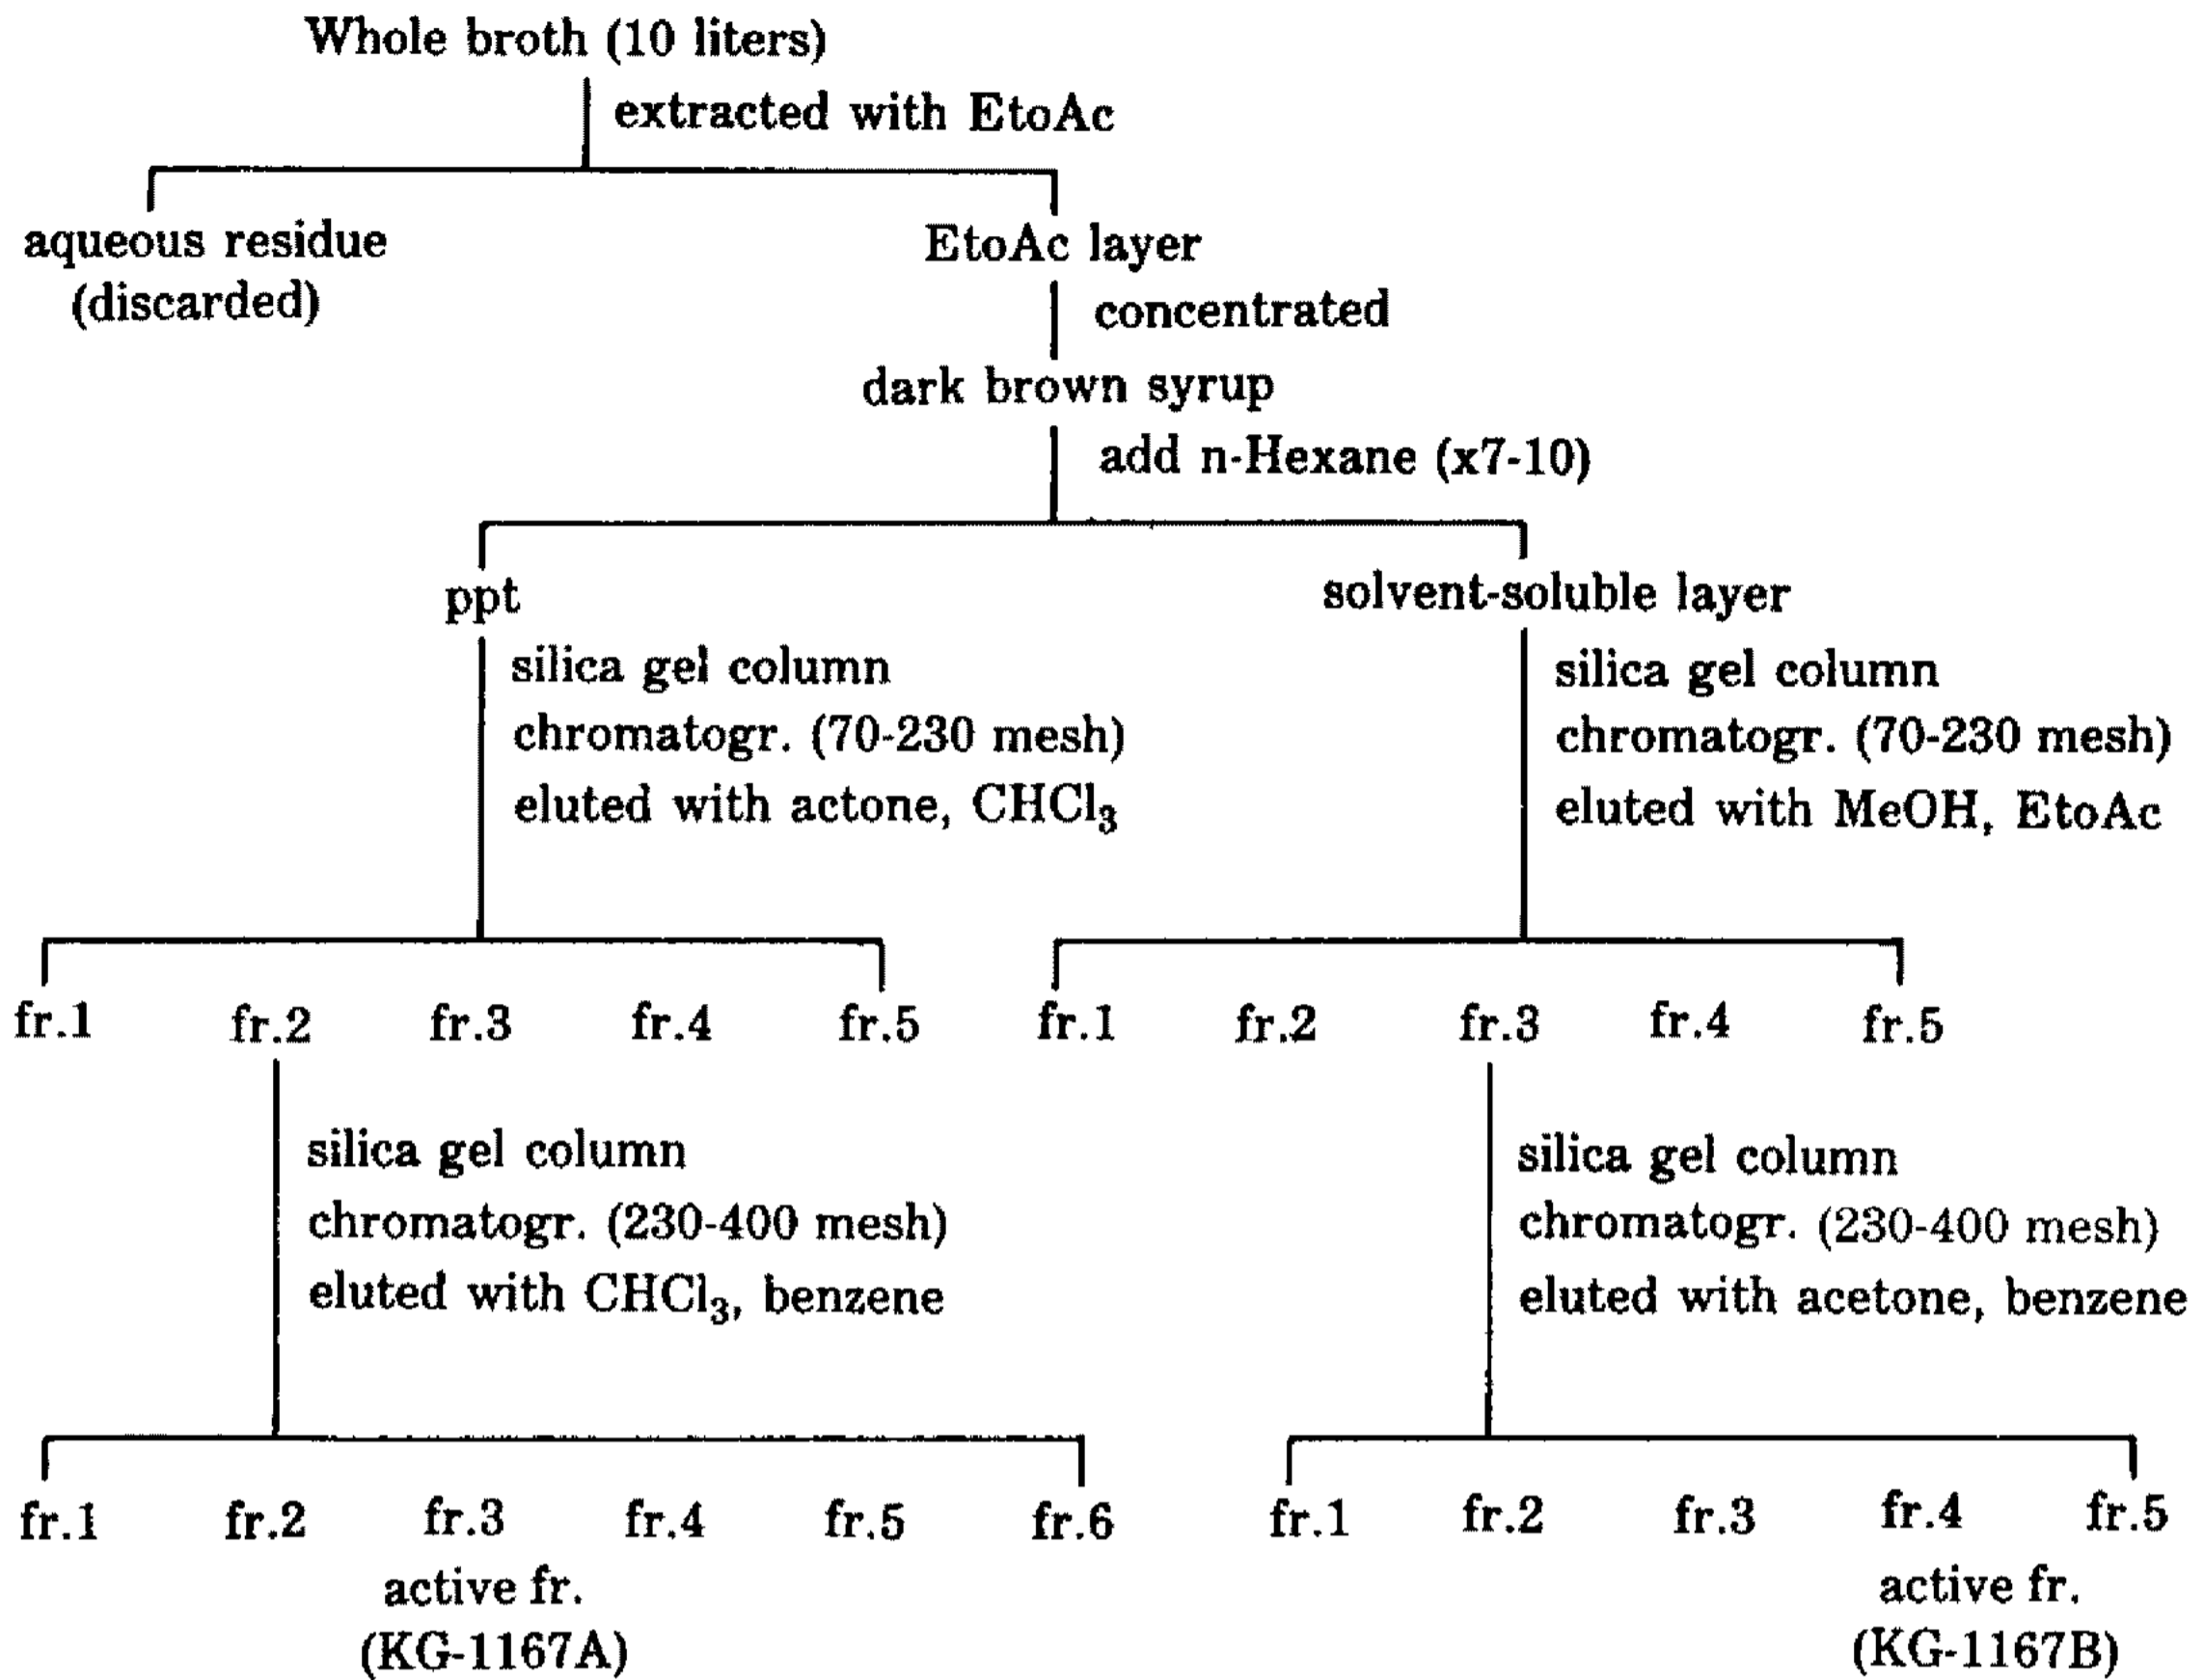 Whole broth (10 liters)
extracted with EtoAc
aqueous residue
(discarded)
EtoAc layer
concentrated
dark brown syrup
add n-Hexane (x7-10)
ppt
silica gel column
chromatogr. (70-230 mesh)
eluted with actone, CHCl₃
solvent-soluble layer
silica gel column
chromatogr. (70-230 mesh)
eluted with MeOH, EtoAc
fr.1 fr.2 fr.3 fr.4 fr.5
fr.1 fr.2 fr.3 fr.4 fr.5
silica gel column
chromatogr. (230-400 mesh)
eluted with CHCl₃, benzene
silica gel column
chromatogr. (230-400 mesh)
eluted with acetone, benzene
fr.1 fr.2 fr.3 fr.4 fr.5 fr.6
active fr.
(KG-1167A)
fr.1 fr.2 fr.3 fr.4 fr.5
active fr.
(KG-1167B)